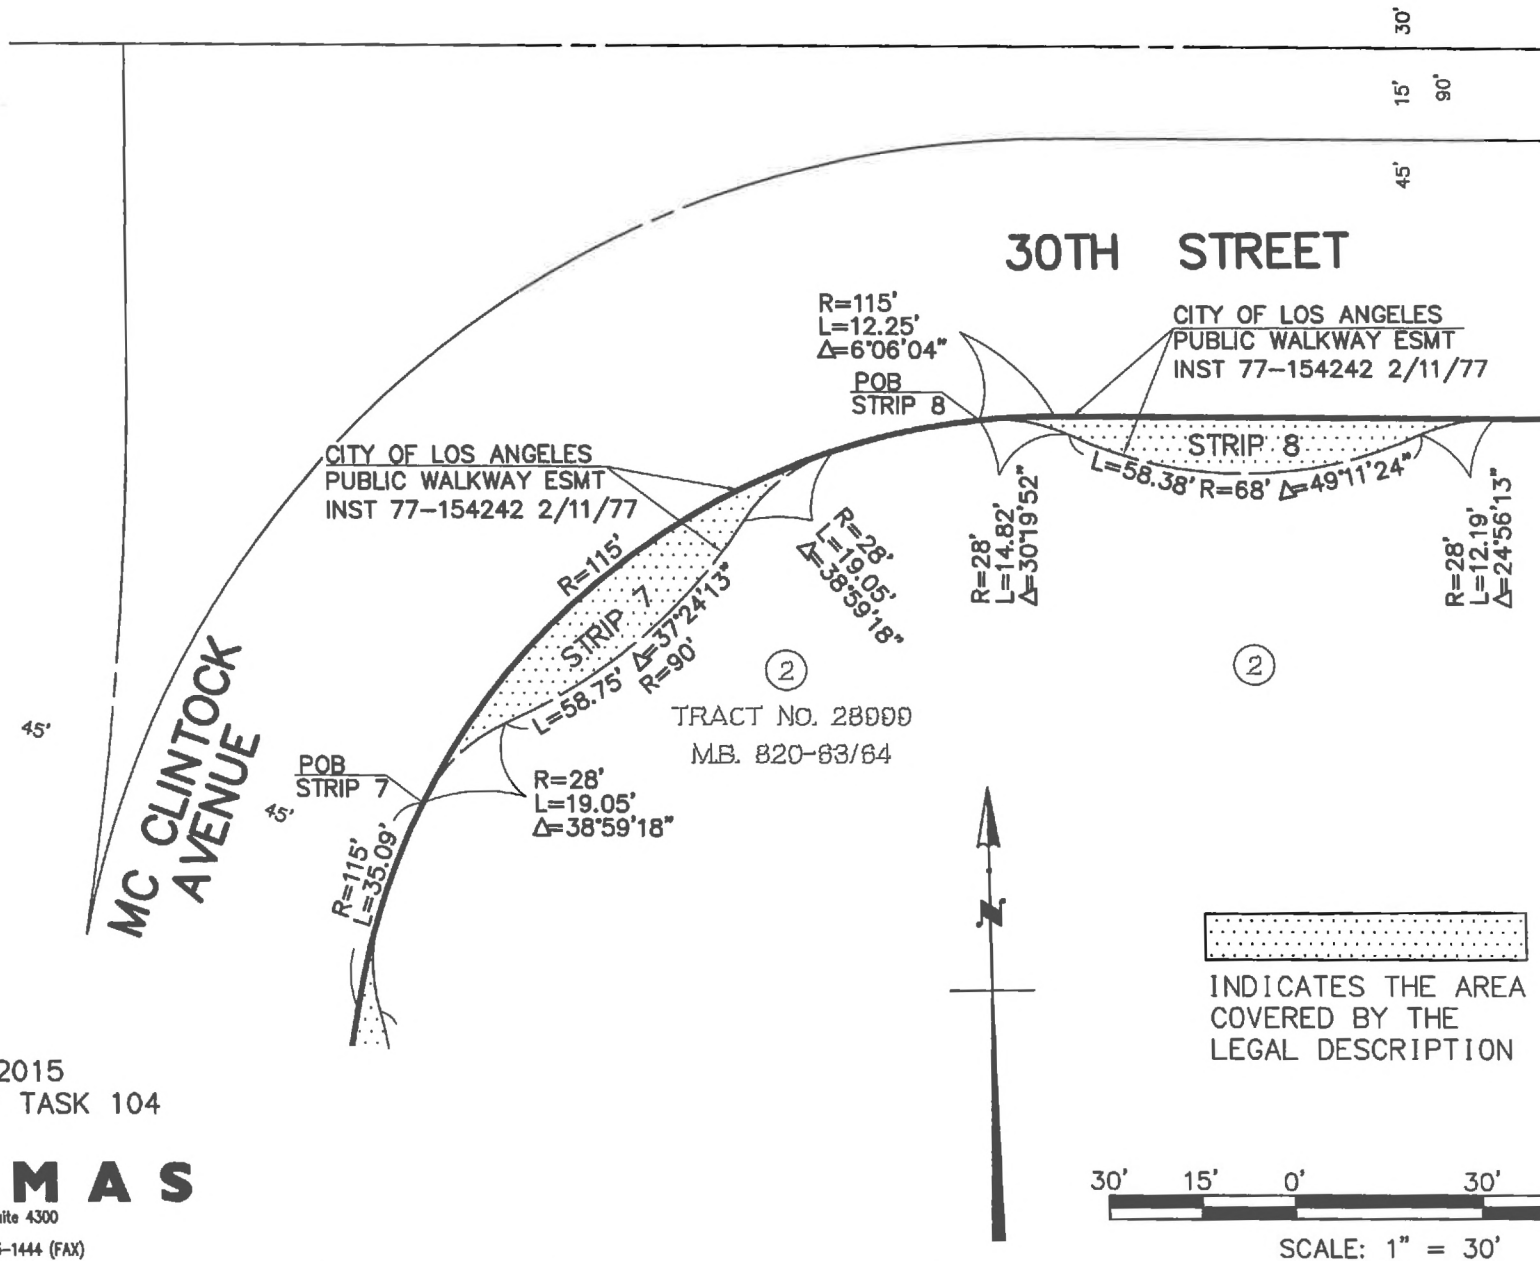 30'
15'
90'
45'
30TH STREET
R=115'
L=12.25'
Δ=6°06'04"
POB
STRIP 8
CITY OF LOS ANGELES
PUBLIC WALKWAY ESMT
INST 77-154242 2/11/77
STRIP 8
L=58.38' R=68' Δ=49°11'24"
R=28'
L=14.82'
Δ=30°19'52"
R=28'
L=12.19'
Δ=24°56'13"
CITY OF LOS ANGELES
PUBLIC WALKWAY ESMT
INST 77-154242 2/11/77
R=115'
STRIP 7
L=58.75' Δ=37°24'13"
R=90'
R=28'
L=19.05'
Δ=38°59'18"
2
TRACT NO. 28999
M.B. 820-63/64
2
45'
MC CLINTOCK
AVENUE
45'
POB
STRIP 7
R=28'
L=19.05'
Δ=38°59'18"
R=115'
L=35.09'
N
INDICATES THE AREA
COVERED BY THE
LEGAL DESCRIPTION
2015
TASK 104
MAS
4300
-1444 (FAX)
30' 15' 0' 30'
SCALE: 1" = 30'